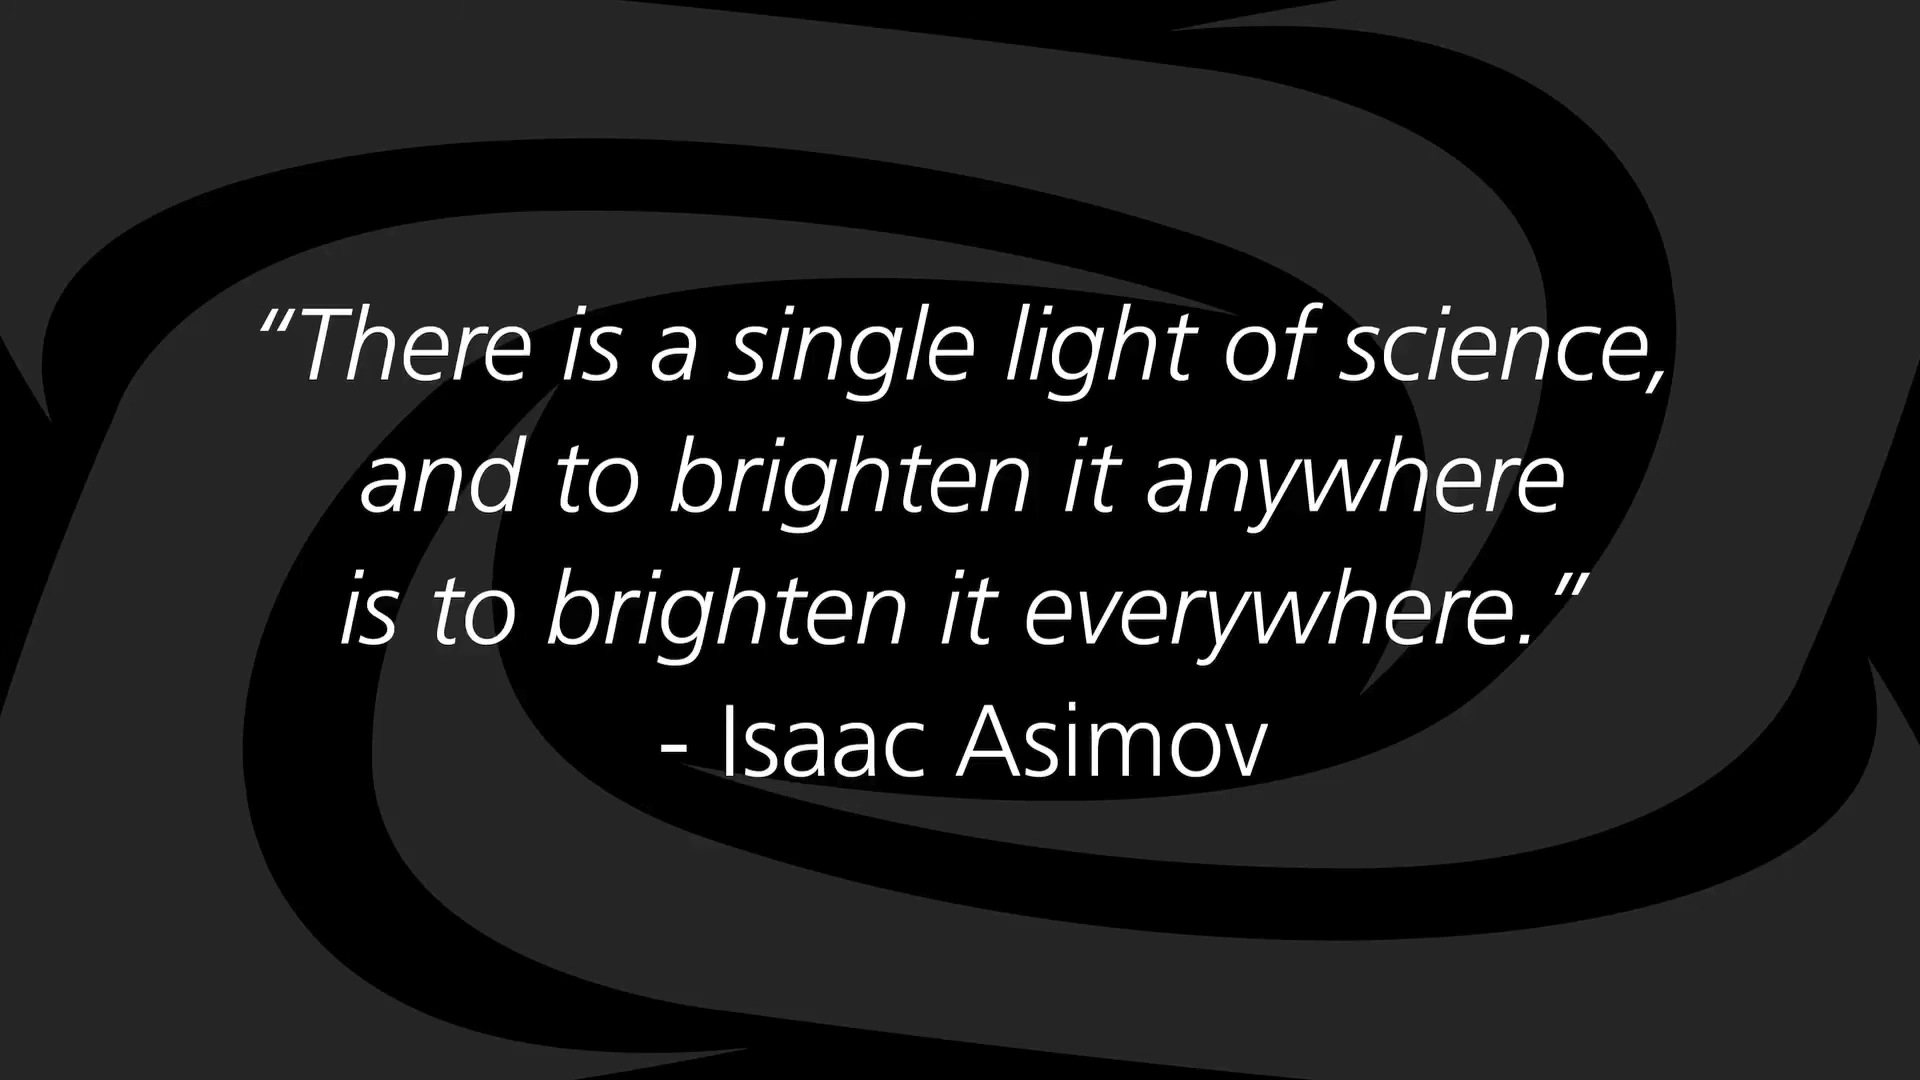 “There is a single light of science,
and to brighten it anywhere
is to brighten it everywhere.”
- Isaac Asimov